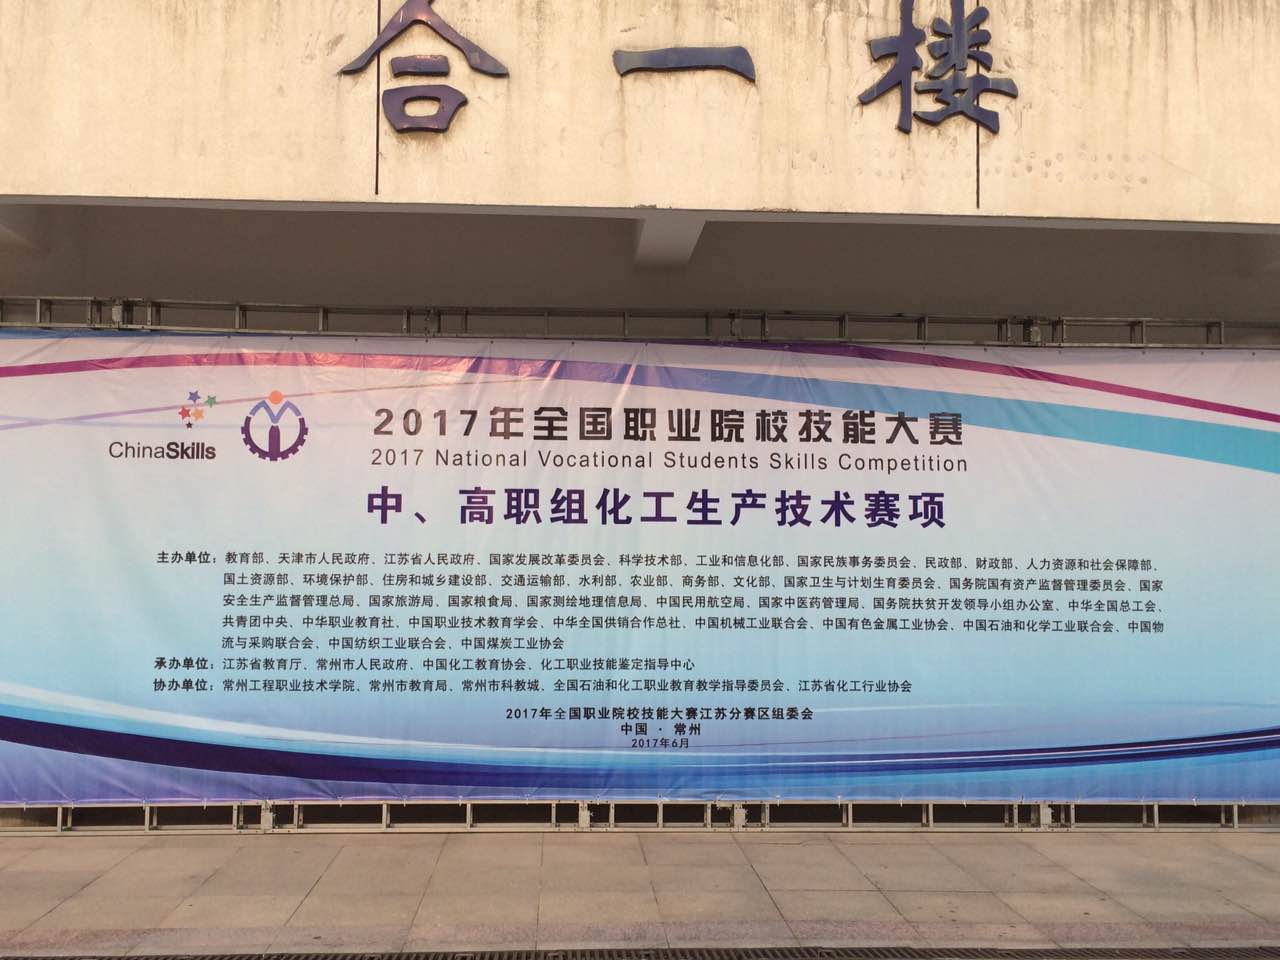 合一楼
ChinaSkills
2017年全国职业院校技能大赛
2017 National Vocational Students Skills Competition
中、高职组化工生产技术赛项
主办单位：教育部、天津市人民政府、江苏省人民政府、国家发展改革委员会、科学技术部、工业和信息化部、国家民族事务委员会、民政部、财政部、人力资源和社会保障部、
国土资源部、环境保护部、住房和城乡建设部、交通运输部、水利部、农业部、商务部、文化部、国家卫生与计划生育委员会、国务院国有资产监督管理委员会、国家
安全生产监督管理总局、国家旅游局、国家粮食局、国家测绘地理信息局、中国民用航空局、国家中医药管理局、国务院扶贫开发领导小组办公室、中华全国总工会、
共青团中央、中华职业教育社、中国职业技术教育学会、中华全国供销合作总社、中国机械工业联合会、中国有色金属工业协会、中国石油和化学工业联合会、中国物
流与采购联合会、中国纺织工业联合会、中国煤炭工业协会
承办单位：江苏省教育厅、常州市人民政府、中国化工教育协会、化工职业技能鉴定指导中心
协办单位：常州工程职业技术学院、常州市教育局、常州市科教城、全国石油和化工职业教育教学指导委员会、江苏省化工行业协会
2017年全国职业院校技能大赛江苏分赛区组委会
中国 · 常州
2017年6月